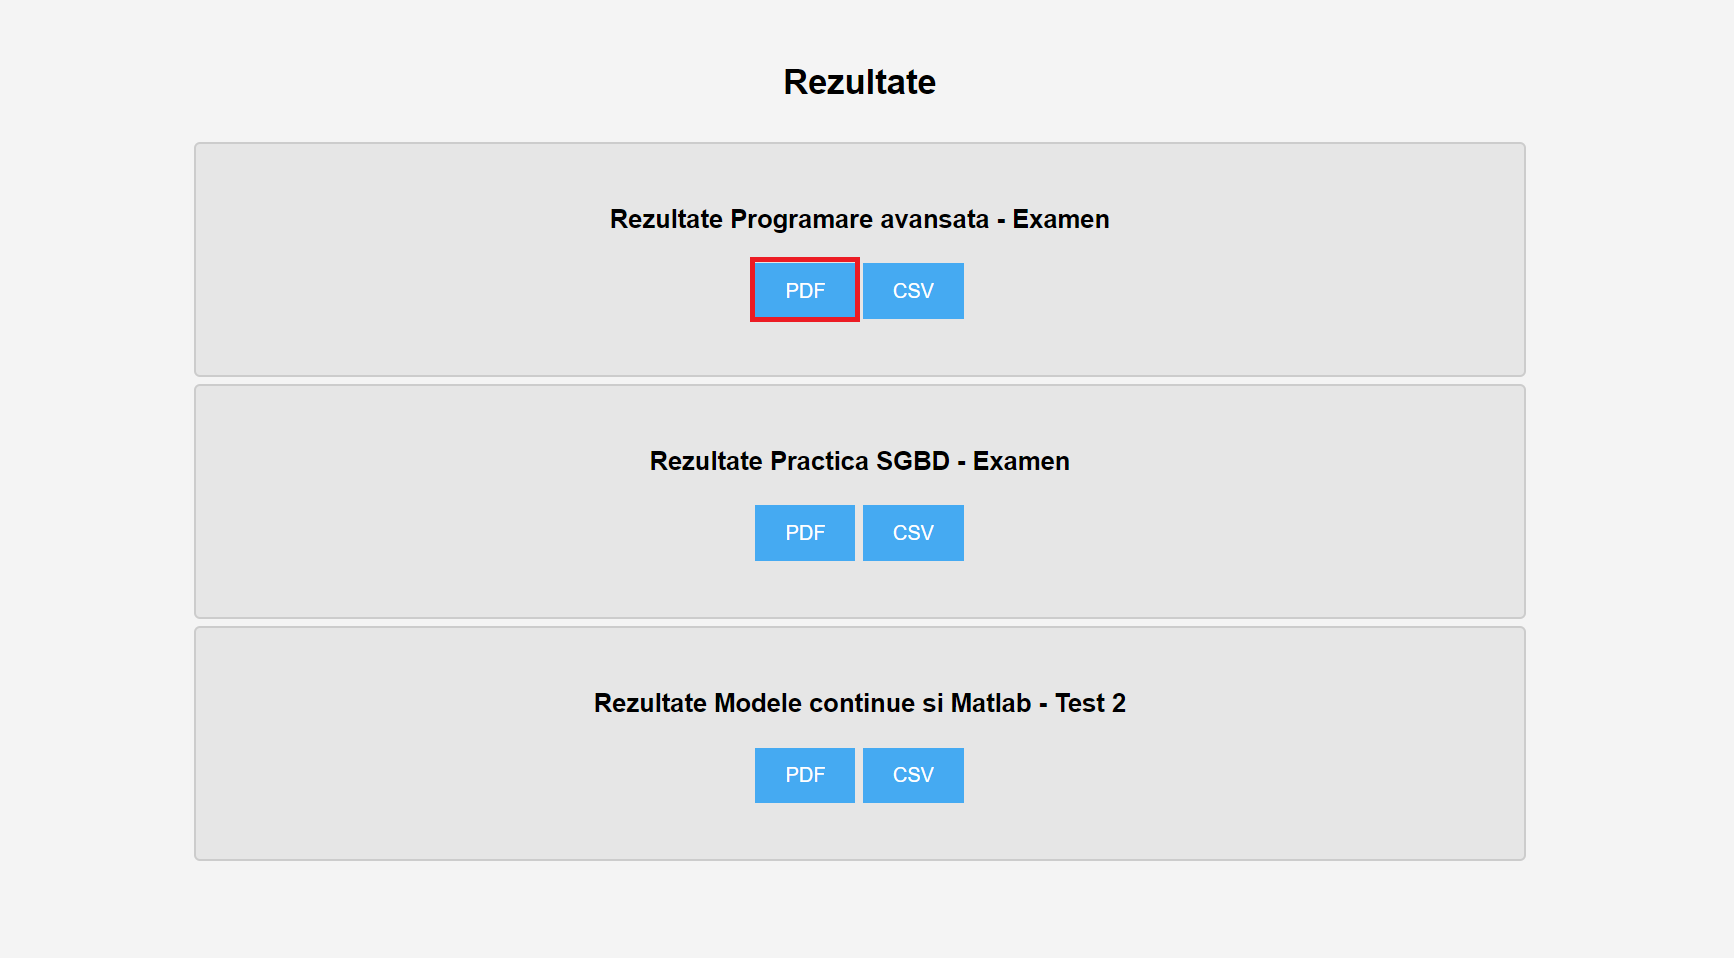 Rezultate
Rezultate Programare avansata - Examen
PDF CSV
Rezultate Practica SGBD - Examen
PDF CSV
Rezultate Modele continue si Matlab - Test 2
PDF CSV